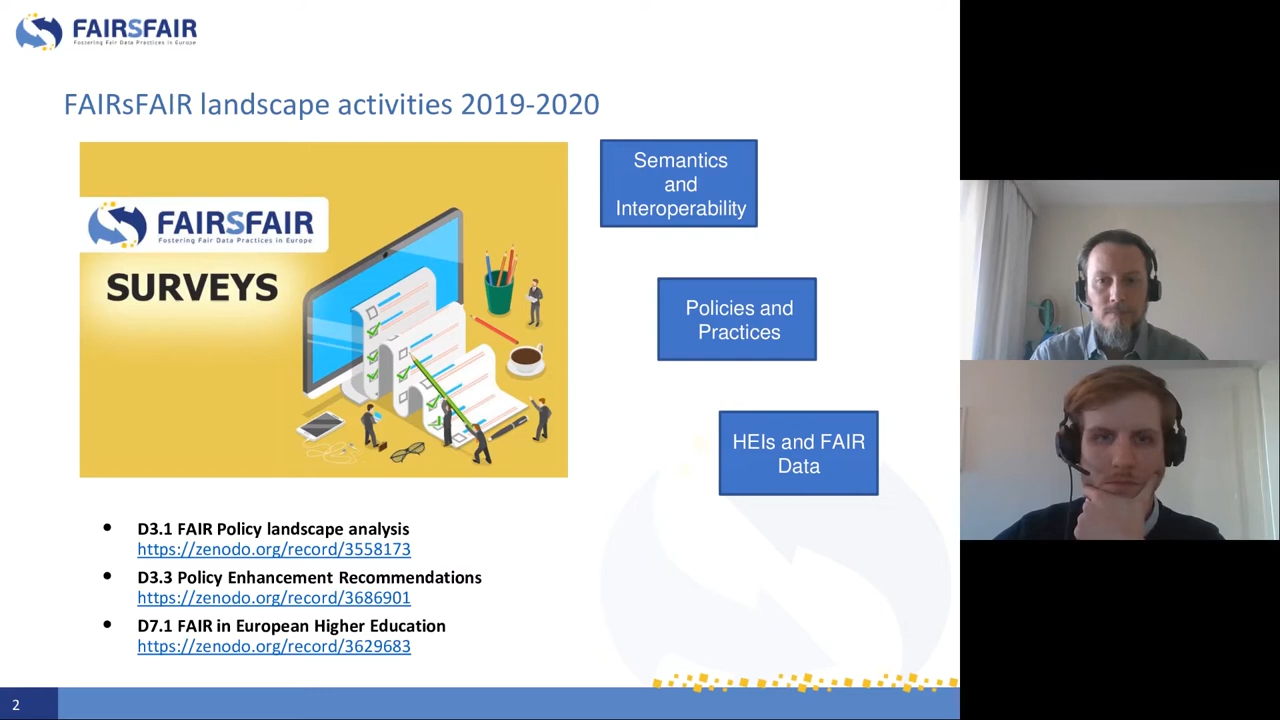 FAIRSFAIR
Fostering Fair Data Practices in Europe
FAIRsFAIR landscape activities 2019-2020
FAIRSFAIR
Fostering Fair Data Practices in Europe
SURVEYS
Semantics
and
Interoperability
Policies and
Practices
HEIs and FAIR
Data
• D3.1 FAIR Policy landscape analysis
https://zenodo.org/record/3558173
• D3.3 Policy Enhancement Recommendations
https://zenodo.org/record/3686901
• D7.1 FAIR in European Higher Education
https://zenodo.org/record/3629683
2